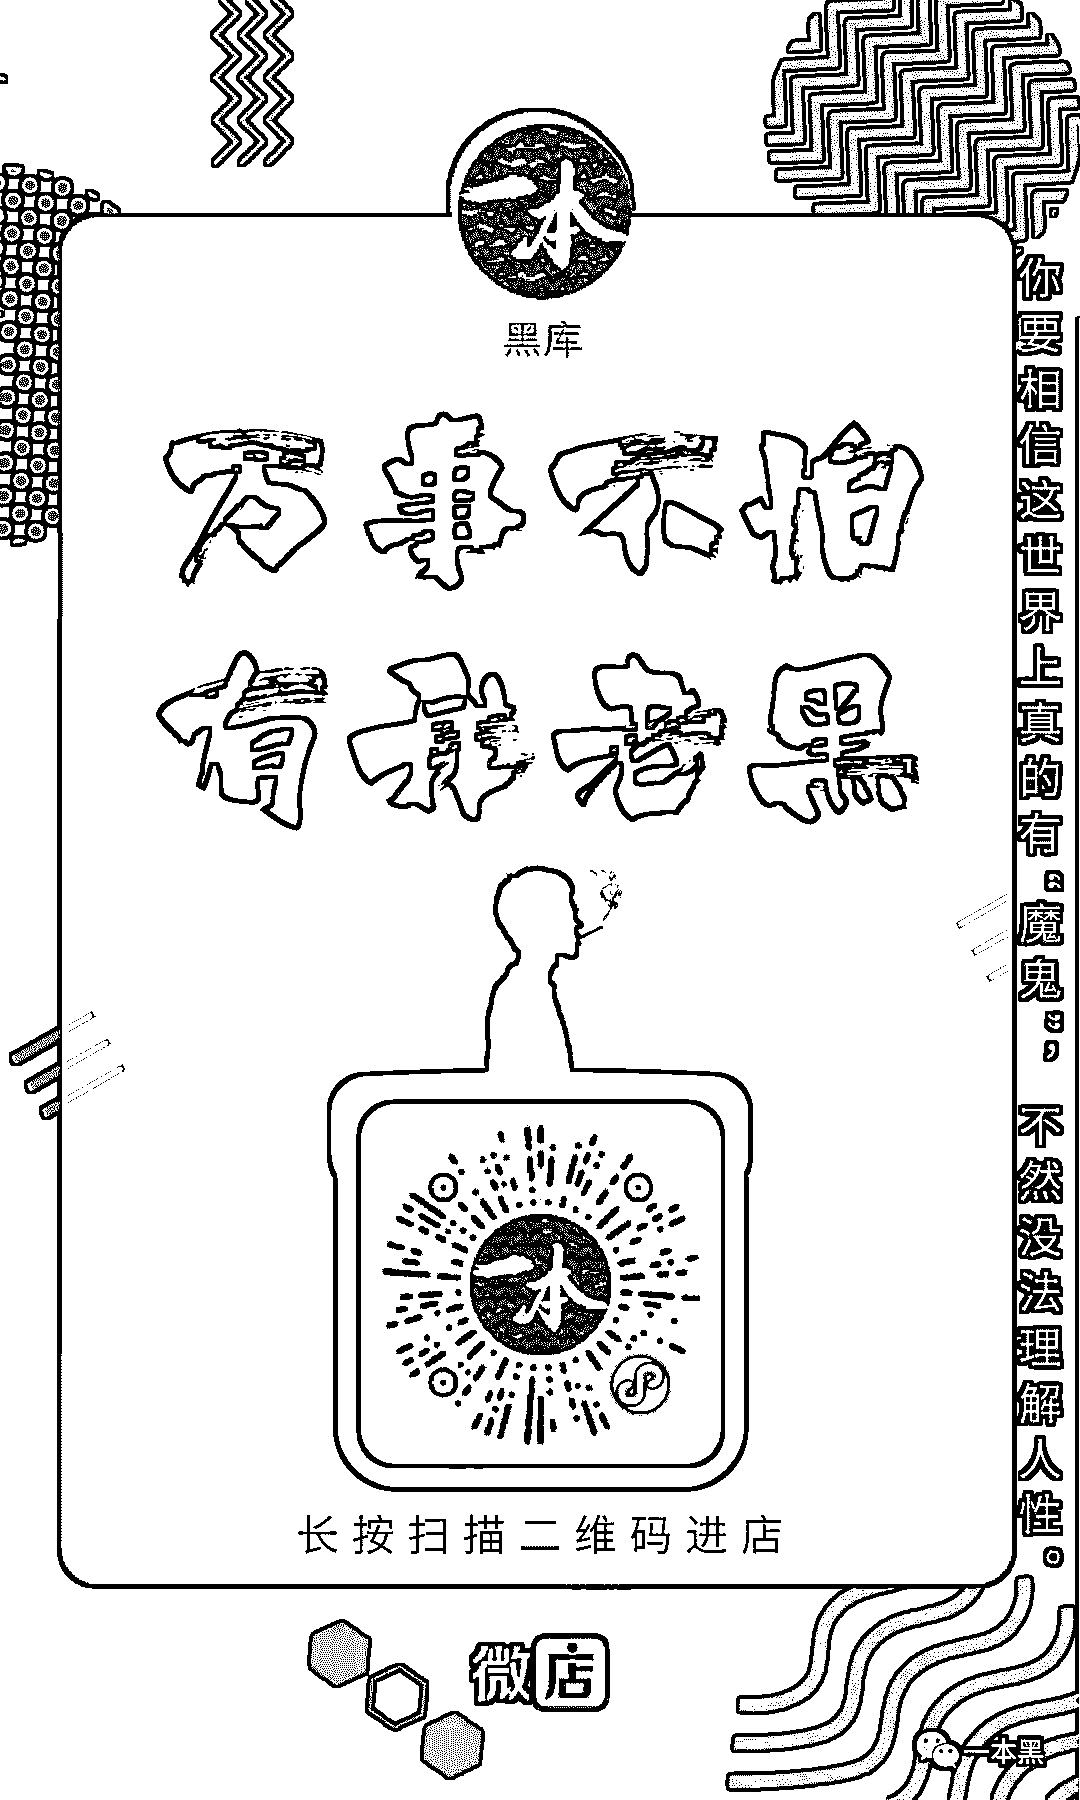 一本
黑库
万事不怕
有我老黑
一本
长按扫描二维码进店
微店
你要相信这世界上真的有“魔鬼”，不然没法理解人性。
一本黑